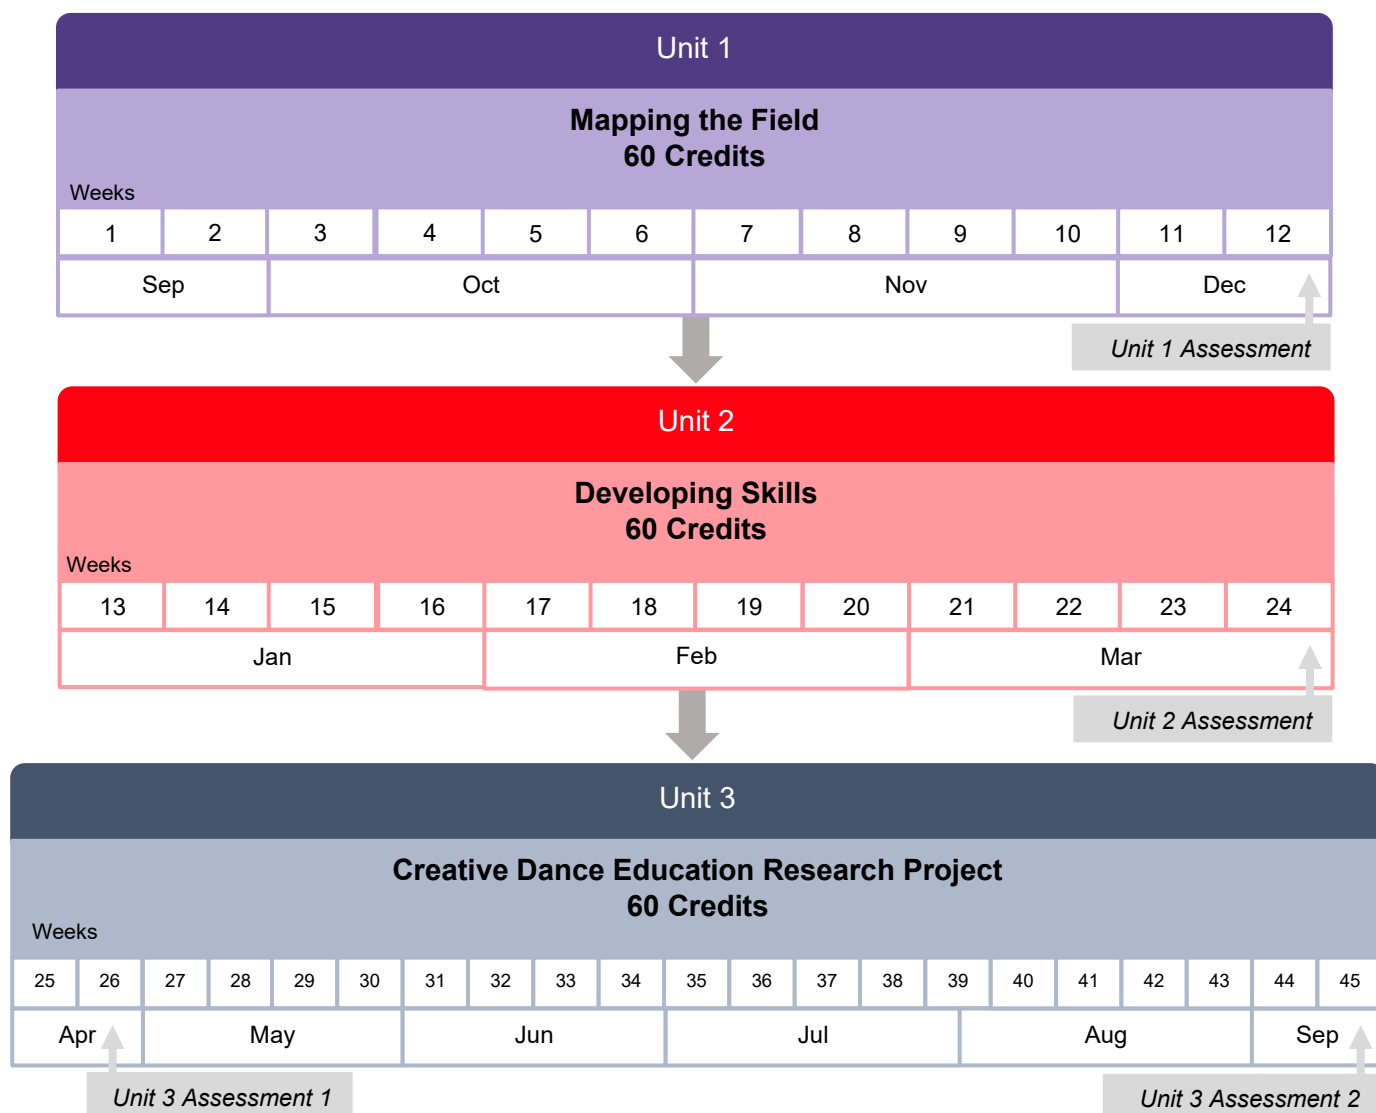 Unit 1
Mapping the Field
60 Credits
Weeks
1 2 3 4 5 6 7 8 9 10 11 12
Sep Oct Nov Dec
Unit 1 Assessment
Unit 2
Developing Skills
60 Credits
Weeks
13 14 15 16 17 18 19 20 21 22 23 24
Jan Feb Mar
Unit 2 Assessment
Unit 3
Creative Dance Education Research Project
60 Credits
Weeks
25 26 27 28 29 30 31 32 33 34 35 36 37 38 39 40 41 42 43 44 45
Apr May Jun Jul Aug Sep
Unit 3 Assessment 1 Unit 3 Assessment 2